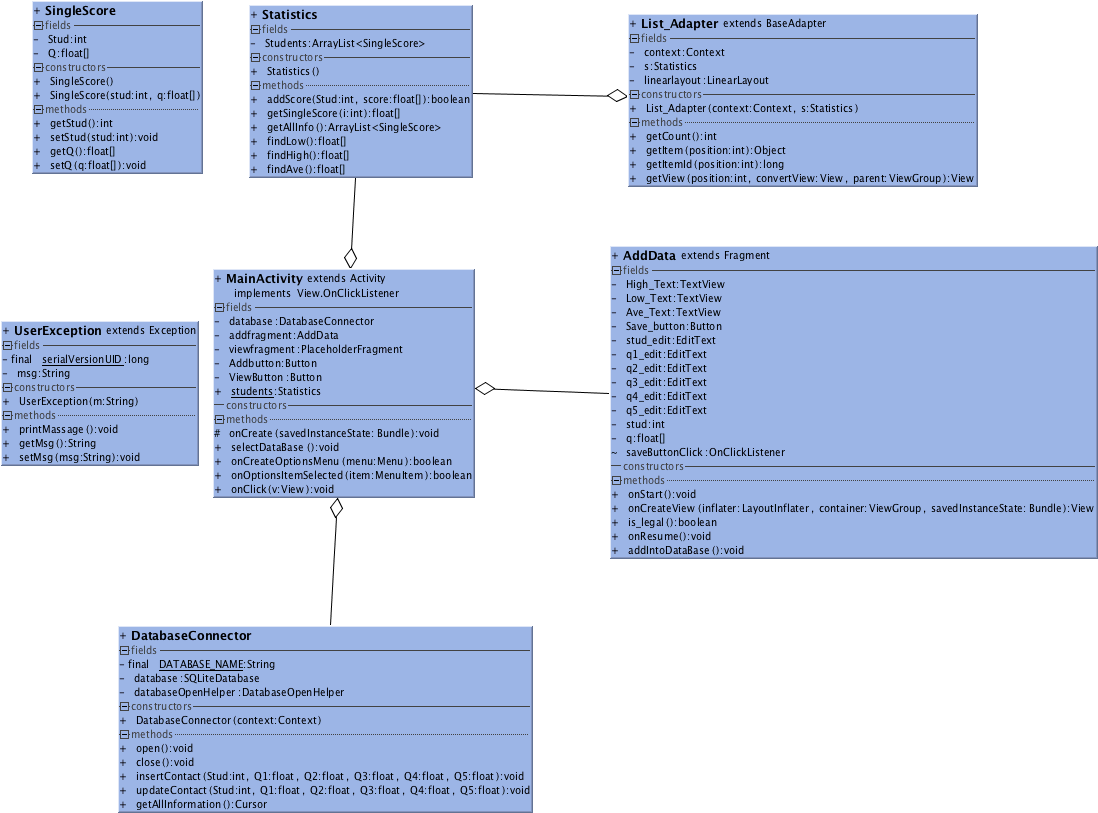 + SingleScore
fields
- Stud:int
- Q:float[]
constructors
+ SingleScore()
+ SingleScore(stud:int, q:float[])
methods
+ getStud():int
+ setStud(stud:int):void
+ getQ():float[]
+ setQ(q:float[]):void
+ Statistics
fields
- Students:ArrayList<SingleScore>
constructors
+ Statistics()
methods
+ addScore(Stud:int, score:float[]):boolean
+ getSingleScore(i:int):float[]
+ getAllInfo():ArrayList<SingleScore>
+ findLow():float[]
+ findHigh():float[]
+ findAve():float[]
+ List_Adapter extends BaseAdapter
fields
- context:Context
- s:Statistics
- linearlayout:LinearLayout
constructors
+ List_Adapter(context:Context, s:Statistics)
methods
+ getCount():int
+ getItem(position:int):Object
+ getItemId(position:int):long
+ getView(position:int, convertView:View, parent:ViewGroup):View
+ UserException extends Exception
fields
- final serialVersionUID:long
- msg:String
constructors
+ UserException(m:String)
methods
+ printMassage():void
+ getMsg():String
+ setMsg(msg:String):void
+ MainActivity extends Activity
implements View.OnClickListener
fields
- database:DatabaseConnector
- addfragment:AddData
- viewfragment:PlaceholderFragment
- Addbutton:Button
- ViewButton:Button
+ students:Statistics
constructors
methods
# onCreate(savedInstanceState: Bundle):void
+ selectDataBase():void
+ onCreateOptionsMenu(menu:Menu):boolean
+ onOptionsItemSelected(item:MenuItem):boolean
+ onClick(v:View):void
+ AddData extends Fragment
fields
- High_Text:TextView
- Low_Text:TextView
- Ave_Text:TextView
- Save_button:Button
- stud_edit:EditText
- q1_edit:EditText
- q2_edit:EditText
- q3_edit:EditText
- q4_edit:EditText
- q5_edit:EditText
- stud:int
- q:float[]
~ saveButtonClick:OnClickListener
constructors
methods
+ onStart():void
+ onCreateView(inflater:LayoutInflater, container:ViewGroup, savedInstanceState: Bundle):View
+ is_legal():boolean
+ onResume():void
+ addIntoDataBase():void
+ DatabaseConnector
fields
- final DATABASE_NAME:String
- database:SQLiteDatabase
- databaseOpenHelper:DatabaseOpenHelper
constructors
+ DatabaseConnector(context:Context)
methods
+ open():void
+ close():void
+ insertContact(Stud:int, Q1:float, Q2:float, Q3:float, Q4:float, Q5:float):void
+ updateContact(Stud:int, Q1:float, Q2:float, Q3:float, Q4:float, Q5:float):void
+ getAllInformation():Cursor